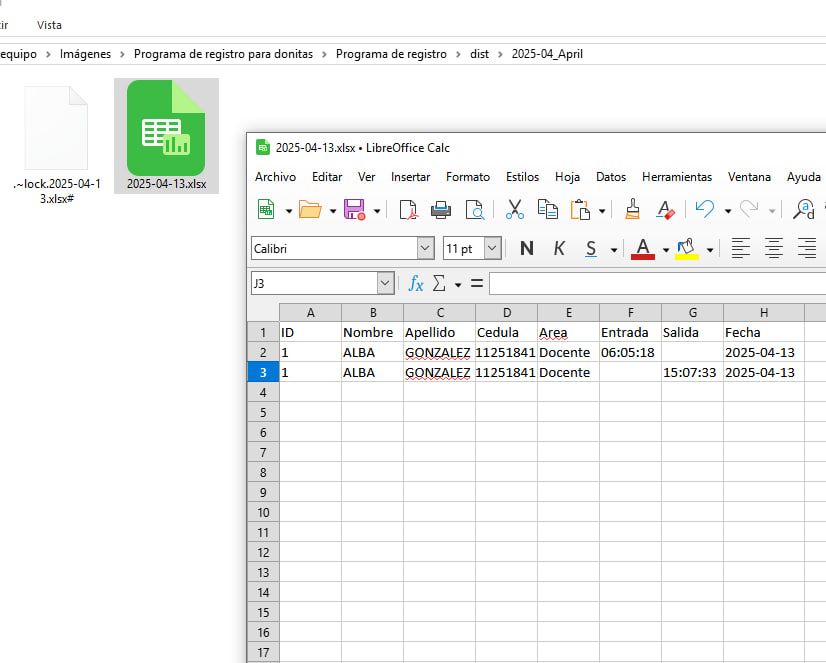 ir Vista
equipo > Imágenes > Programa de registro para donitas > Programa de registro > dist > 2025-04_April
.~lock.2025-04-1
3.xlsx#
2025-04-13.xlsx
2025-04-13.xlsx • LibreOffice Calc
Archivo Editar Ver Insertar Formato Estilos Hoja Datos Herramientas Ventana Ayuda
Calibri 11 pt N K S A
J3 fx Σ =
A B C D E F G H
1 ID Nombre Apellido Cedula Area Entrada Salida Fecha
2 1 ALBA GONZALEZ 11251841 Docente 06:05:18 2025-04-13
3 1 ALBA GONZALEZ 11251841 Docente 15:07:33 2025-04-13
4
5
6
7
8
9
10
11
12
13
14
15
16
17